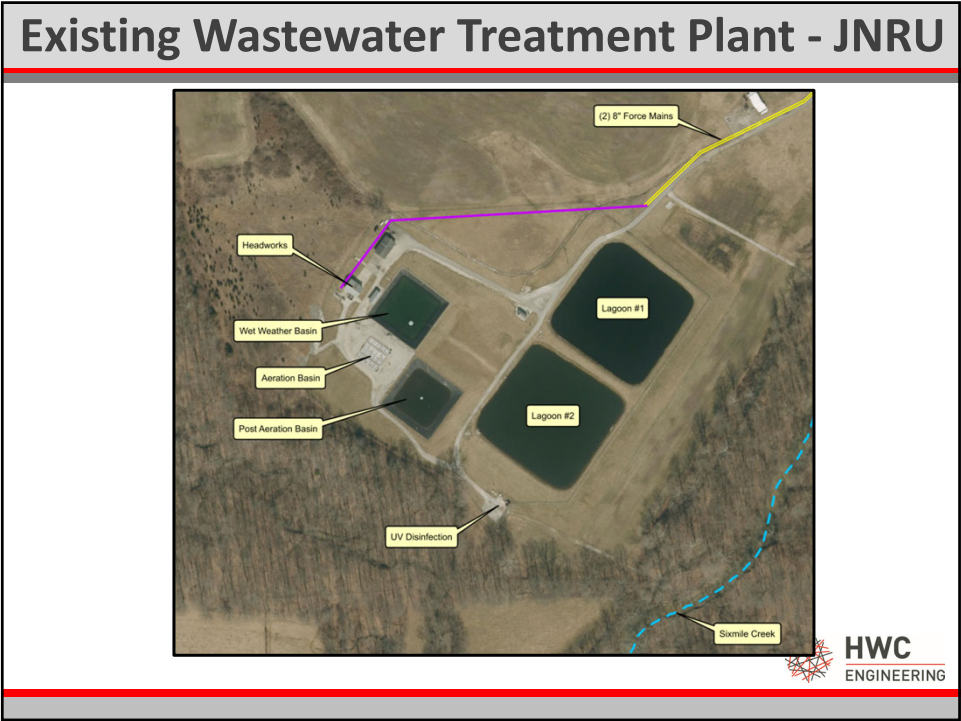 Existing Wastewater Treatment Plant - JNRU
(2) 8" Force Mains
Headworks
Lagoon #1
Wet Weather Basin
Aeration Basin
Lagoon #2
Post Aeration Basin
UV Disinfection
Sixmile Creek
HWC
ENGINEERING